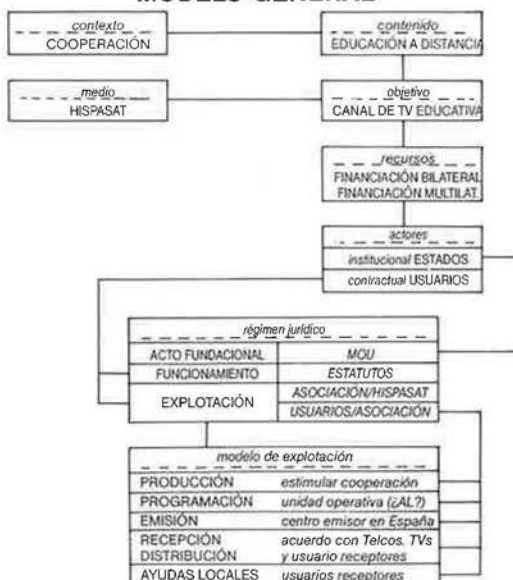 MODELO GENERAL
contexto
COOPERACIÓN
contenido
EDUCACIÓN A DISTANCIA
medio
HISPASAT
objetivo
CANAL DE TV EDUCATIVA
recursos
FINANCIACIÓN BILATERAL
FINANCIACIÓN MULTILAT.
actores
institucional ESTADOS
contractual USUARIOS
régimen jurídico
ACTO FUNDACIONAL MOU
FUNCIONAMIENTO ESTATUTOS
EXPLOTACIÓN ASOCIACIÓN/HISPASAT
USUARIOS/ASOCIACIÓN
modelo de explotación
PRODUCCIÓN estimular cooperación
PROGRAMACIÓN unidad operativa (¿AL?)
EMISIÓN centro emisor en España
RECEPCIÓN acuerdo con Telcos, TVs
DISTRIBUCIÓN y usuario receptores
AYUDAS LOCALES usuarios receptores